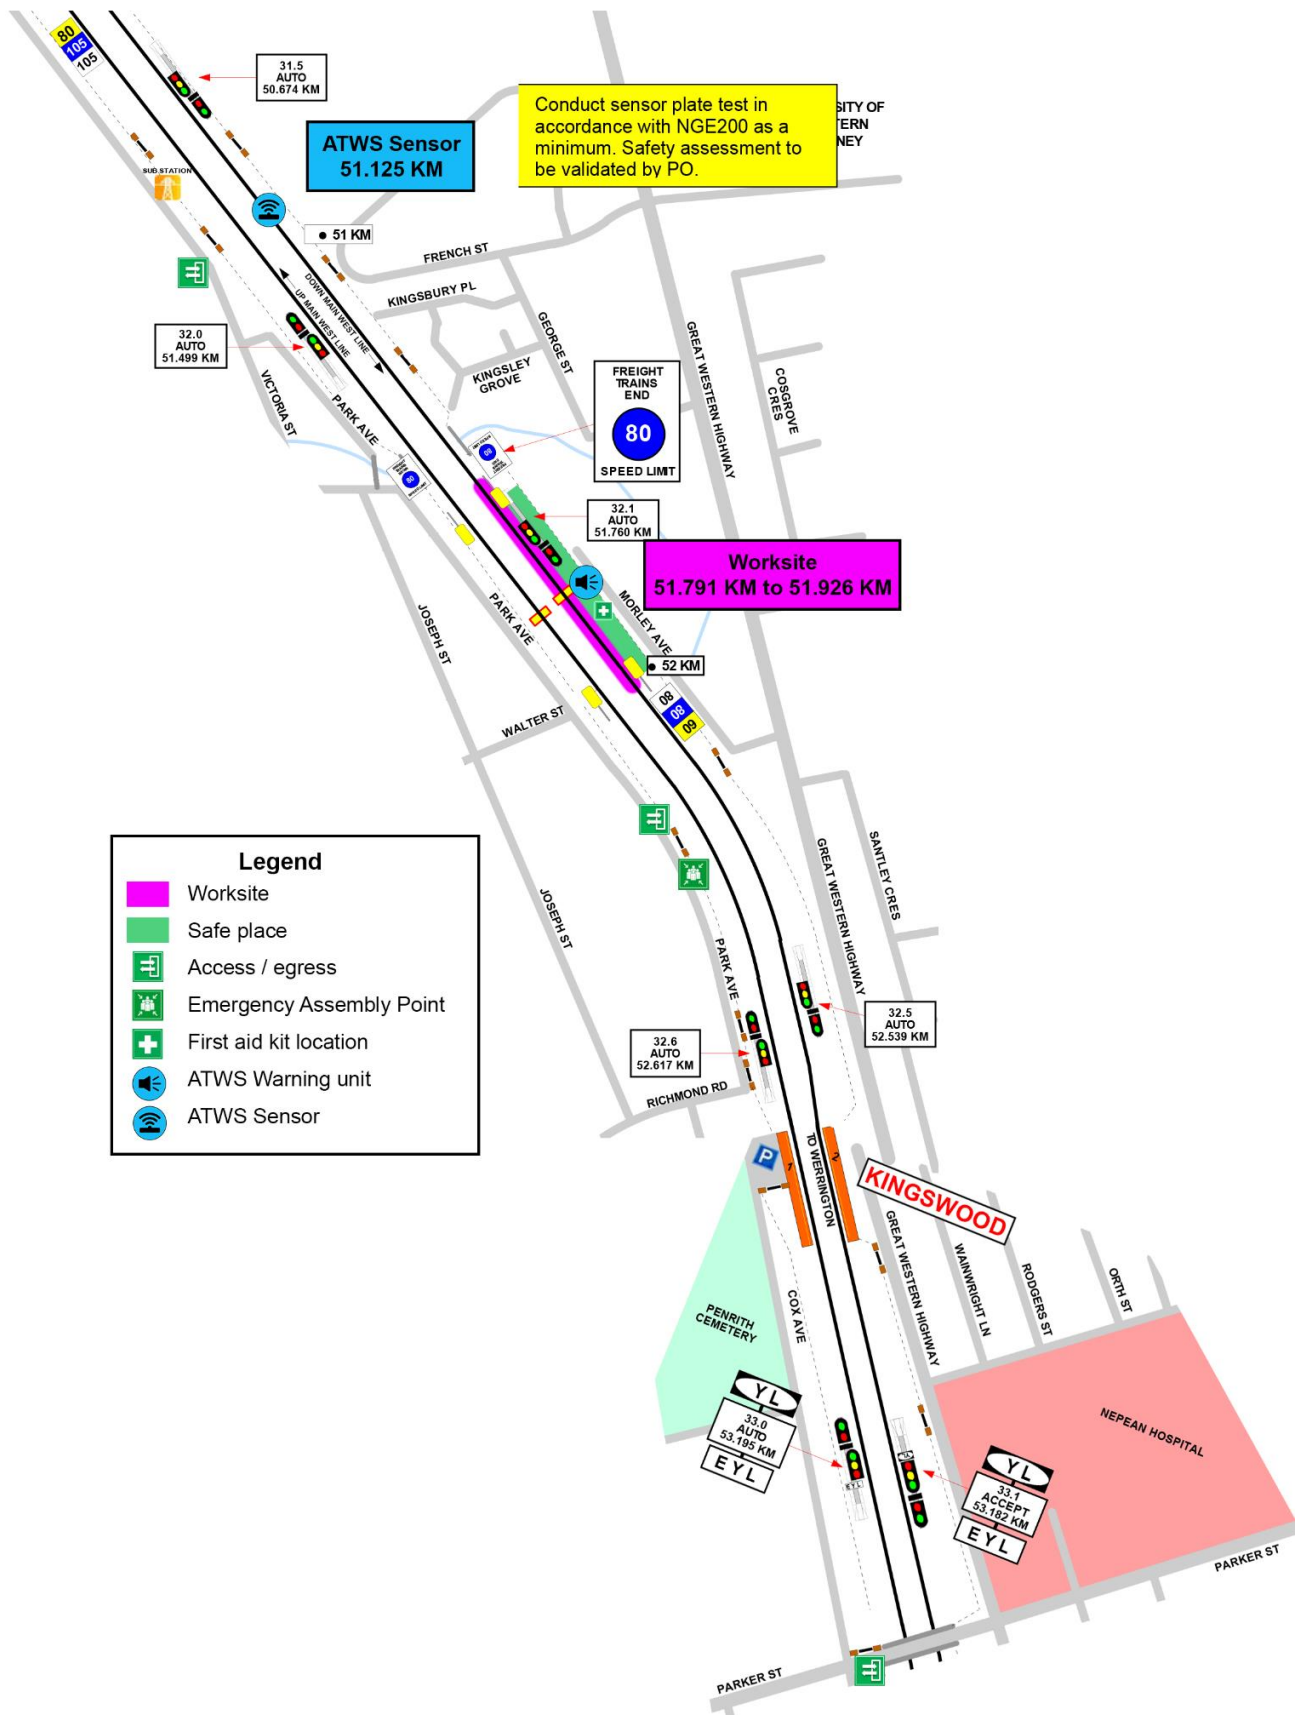 80
105
105
31.5
AUTO
50.674 KM
ATWS Sensor
51.125 KM
Conduct sensor plate test in
accordance with NGE200 as a
minimum. Safety assessment to
be validated by PO.
SITY OF
TERN
NEY
SUB STATION
51 KM
FRENCH ST
KINGSBURY PL
DOWN MAIN WEST LINE
UP MAIN WEST LINE
32.0
AUTO
51.499 KM
GEORGE ST
GREAT WESTERN HIGHWAY
KINGSLEY
GROVE
COSGROVE
CRES
VICTORIA ST
PARK AVE
FREIGHT
TRAINS
END
80
SPEED LIMIT
80
80
32.1
AUTO
51.760 KM
Worksite
51.791 KM to 51.926 KM
MORLEY AVE
PARK AVE
JOSEPH ST
52 KM
80
80
60
WALTER ST
Legend
Worksite
Safe place
Access / egress
Emergency Assembly Point
First aid kit location
ATWS Warning unit
ATWS Sensor
GREAT WESTERN HIGHWAY
SANTLEY CRES
JOSEPH ST
PARK AVE
32.5
AUTO
52.539 KM
32.6
AUTO
52.617 KM
RICHMOND RD
P
1
TO WERRINGTON
2
KINGSWOOD
GREAT WESTERN HIGHWAY
WAINWRIGHT LN
RODGERS ST
ORTH ST
PENRITH
CEMETERY
COX AVE
YL
33.0
AUTO
53.195 KM
EYL
EYL
NEPEAN HOSPITAL
YL
33.1
ACCEPT
53.182 KM
EYL
PARKER ST
PARKER ST